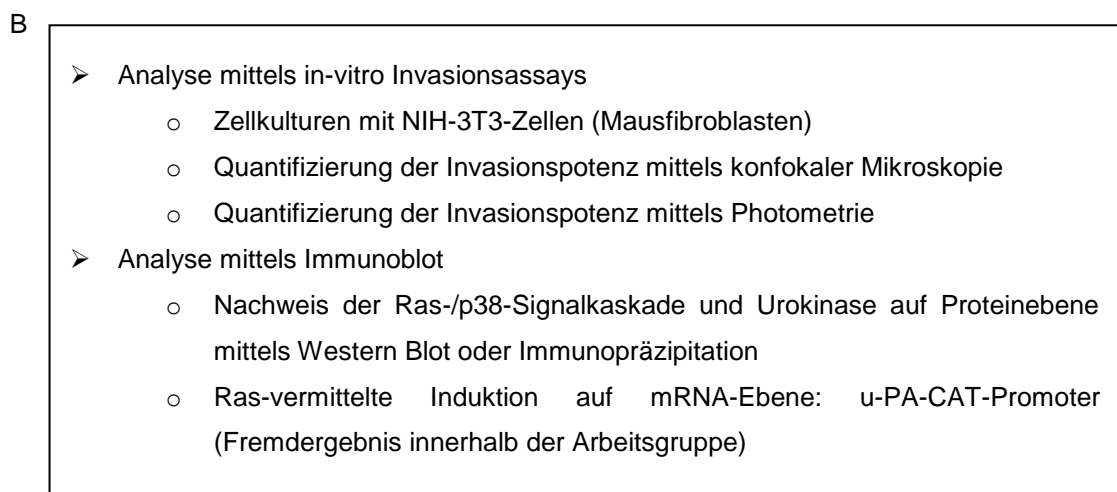 B
➢ Analyse mittels in-vitro Invasionsassays
o Zellkulturen mit NIH-3T3-Zellen (Mausfibroblasten)
o Quantifizierung der Invasionspotenz mittels konfokaler Mikroskopie
o Quantifizierung der Invasionspotenz mittels Photometrie
➢ Analyse mittels Immunoblot
o Nachweis der Ras-/p38-Signalkaskade und Urokinase auf Proteinebene
mittels Western Blot oder Immunopräzipitation
o Ras-vermittelte Induktion auf mRNA-Ebene: u-PA-CAT-Promoter
(Fremdergebnis innerhalb der Arbeitsgruppe)